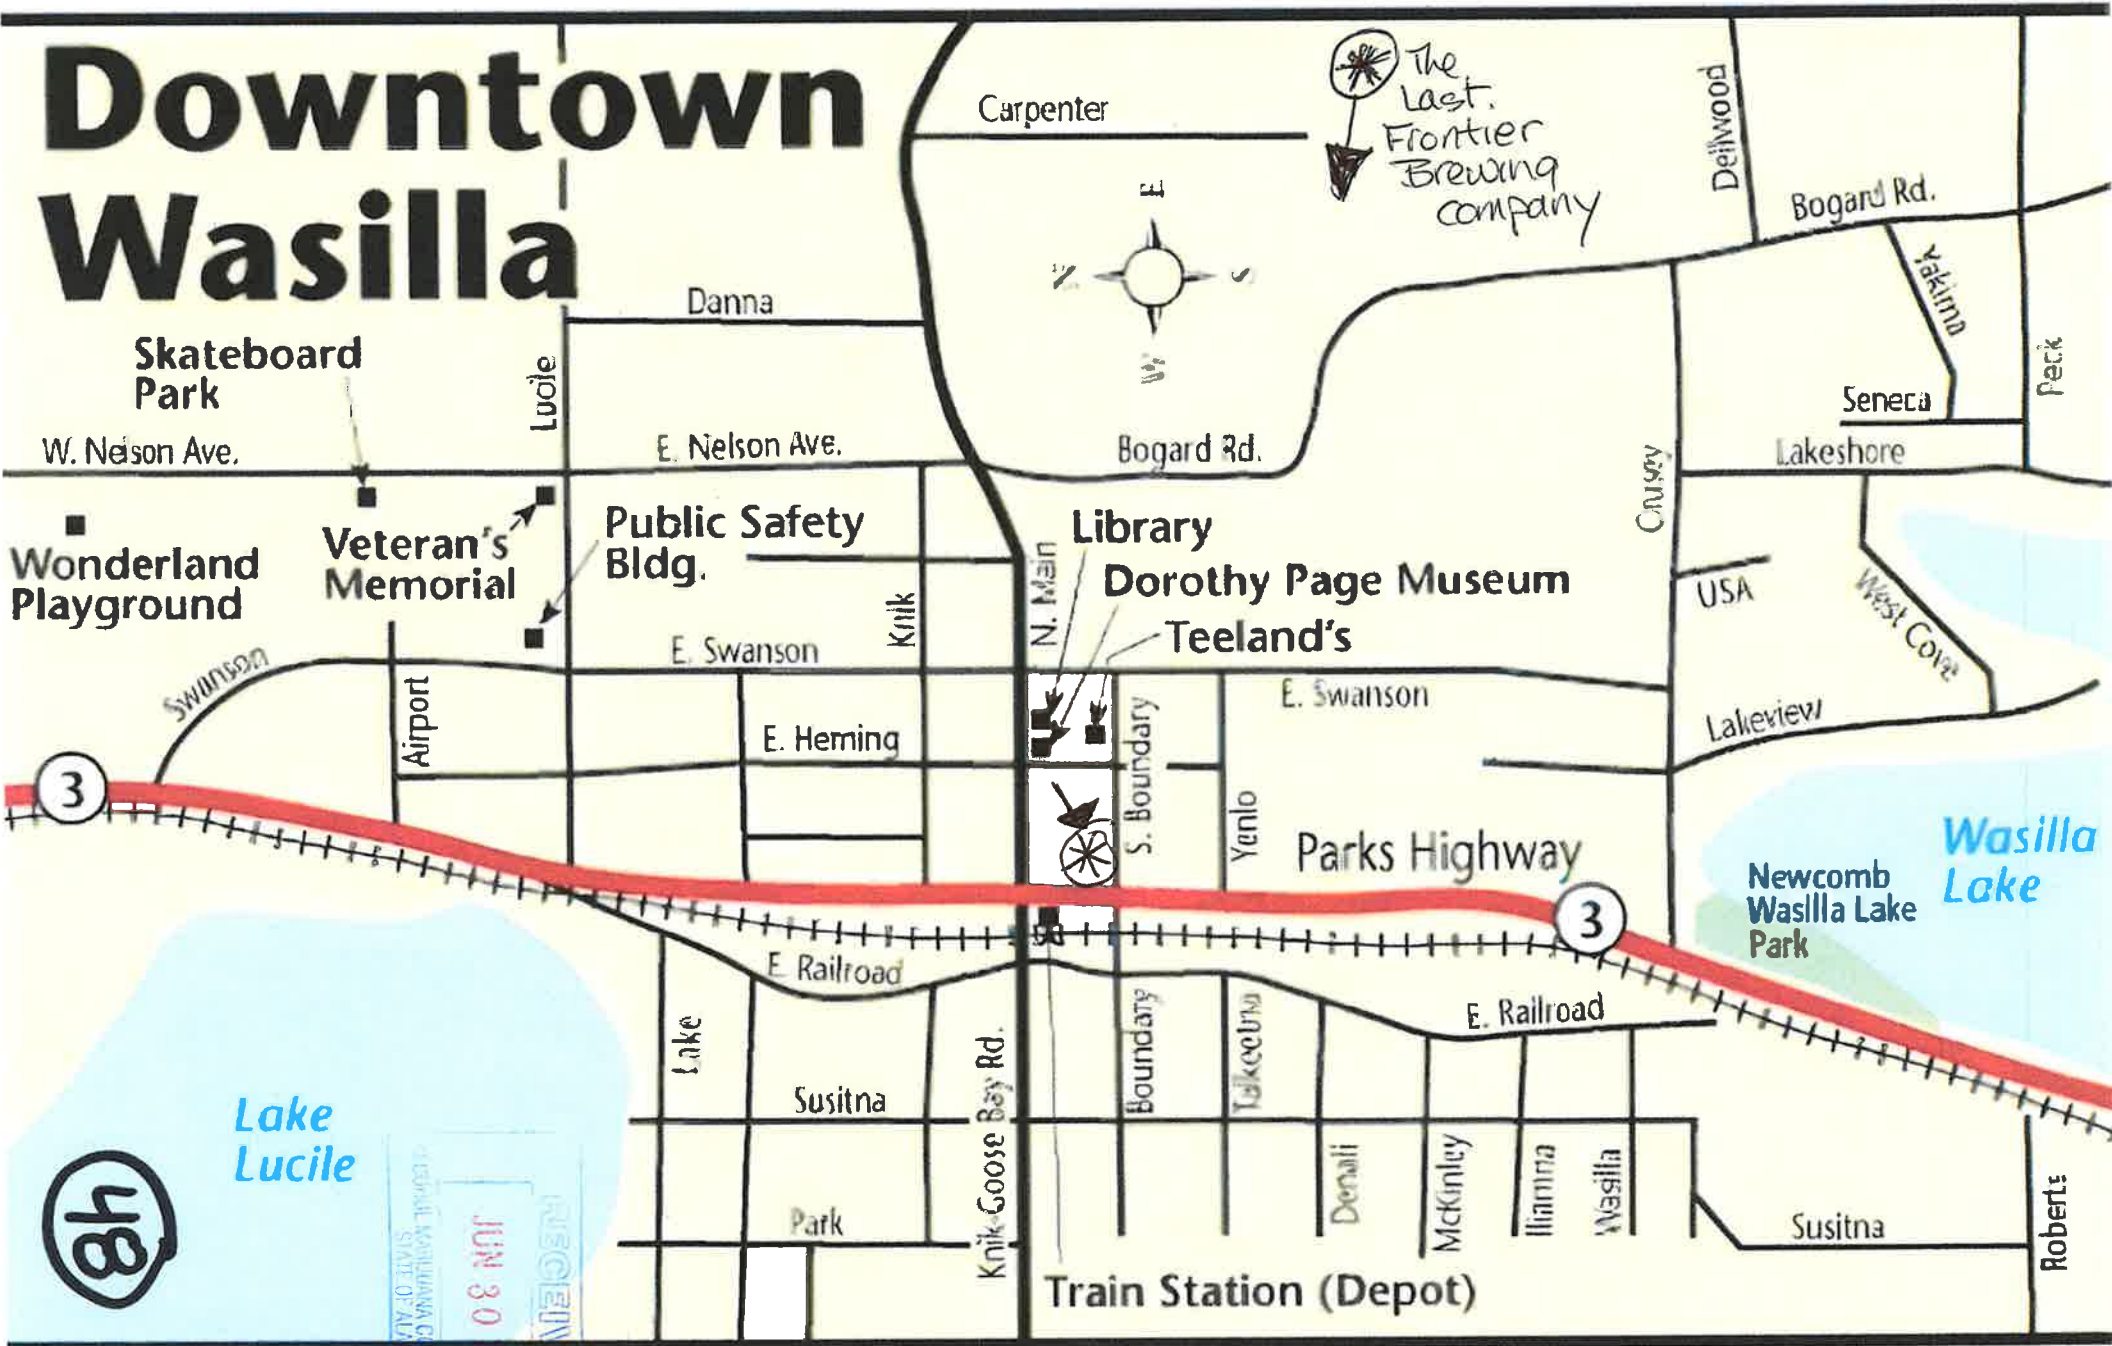 Downtown
Wasilla
Carpenter
The
Last.
Frontier
Brewing
company
Dellwood
Bogard Rd.
E
N
S
W
Yakima
Peck
Danna
Skateboard
Park
Lucile
Seneca
W. Nelson Ave.
E. Nelson Ave.
Bogard Rd.
Lakeshore
Crusey
Wonderland
Playground
Veteran's
Memorial
Public Safety
Bldg.
Library
Dorothy Page Museum
Teeland's
N. Main
Knik
USA
West Cove
Swanson
E. Swanson
E. Swanson
Lakeview
Airport
E. Heming
S. Boundary
Yenlo
3
Parks Highway
3
Newcomb
Wasilla Lake
Park
Wasilla
Lake
E. Railroad
E. Railroad
Lake
Boundary
Talkeetna
Susitna
Knik-Goose Bay Rd.
Lake
Lucile
Denali
McKinley
Iliamna
Wasilla
Park
Susitna
Roberts
Train Station (Depot)
48
JUN 30